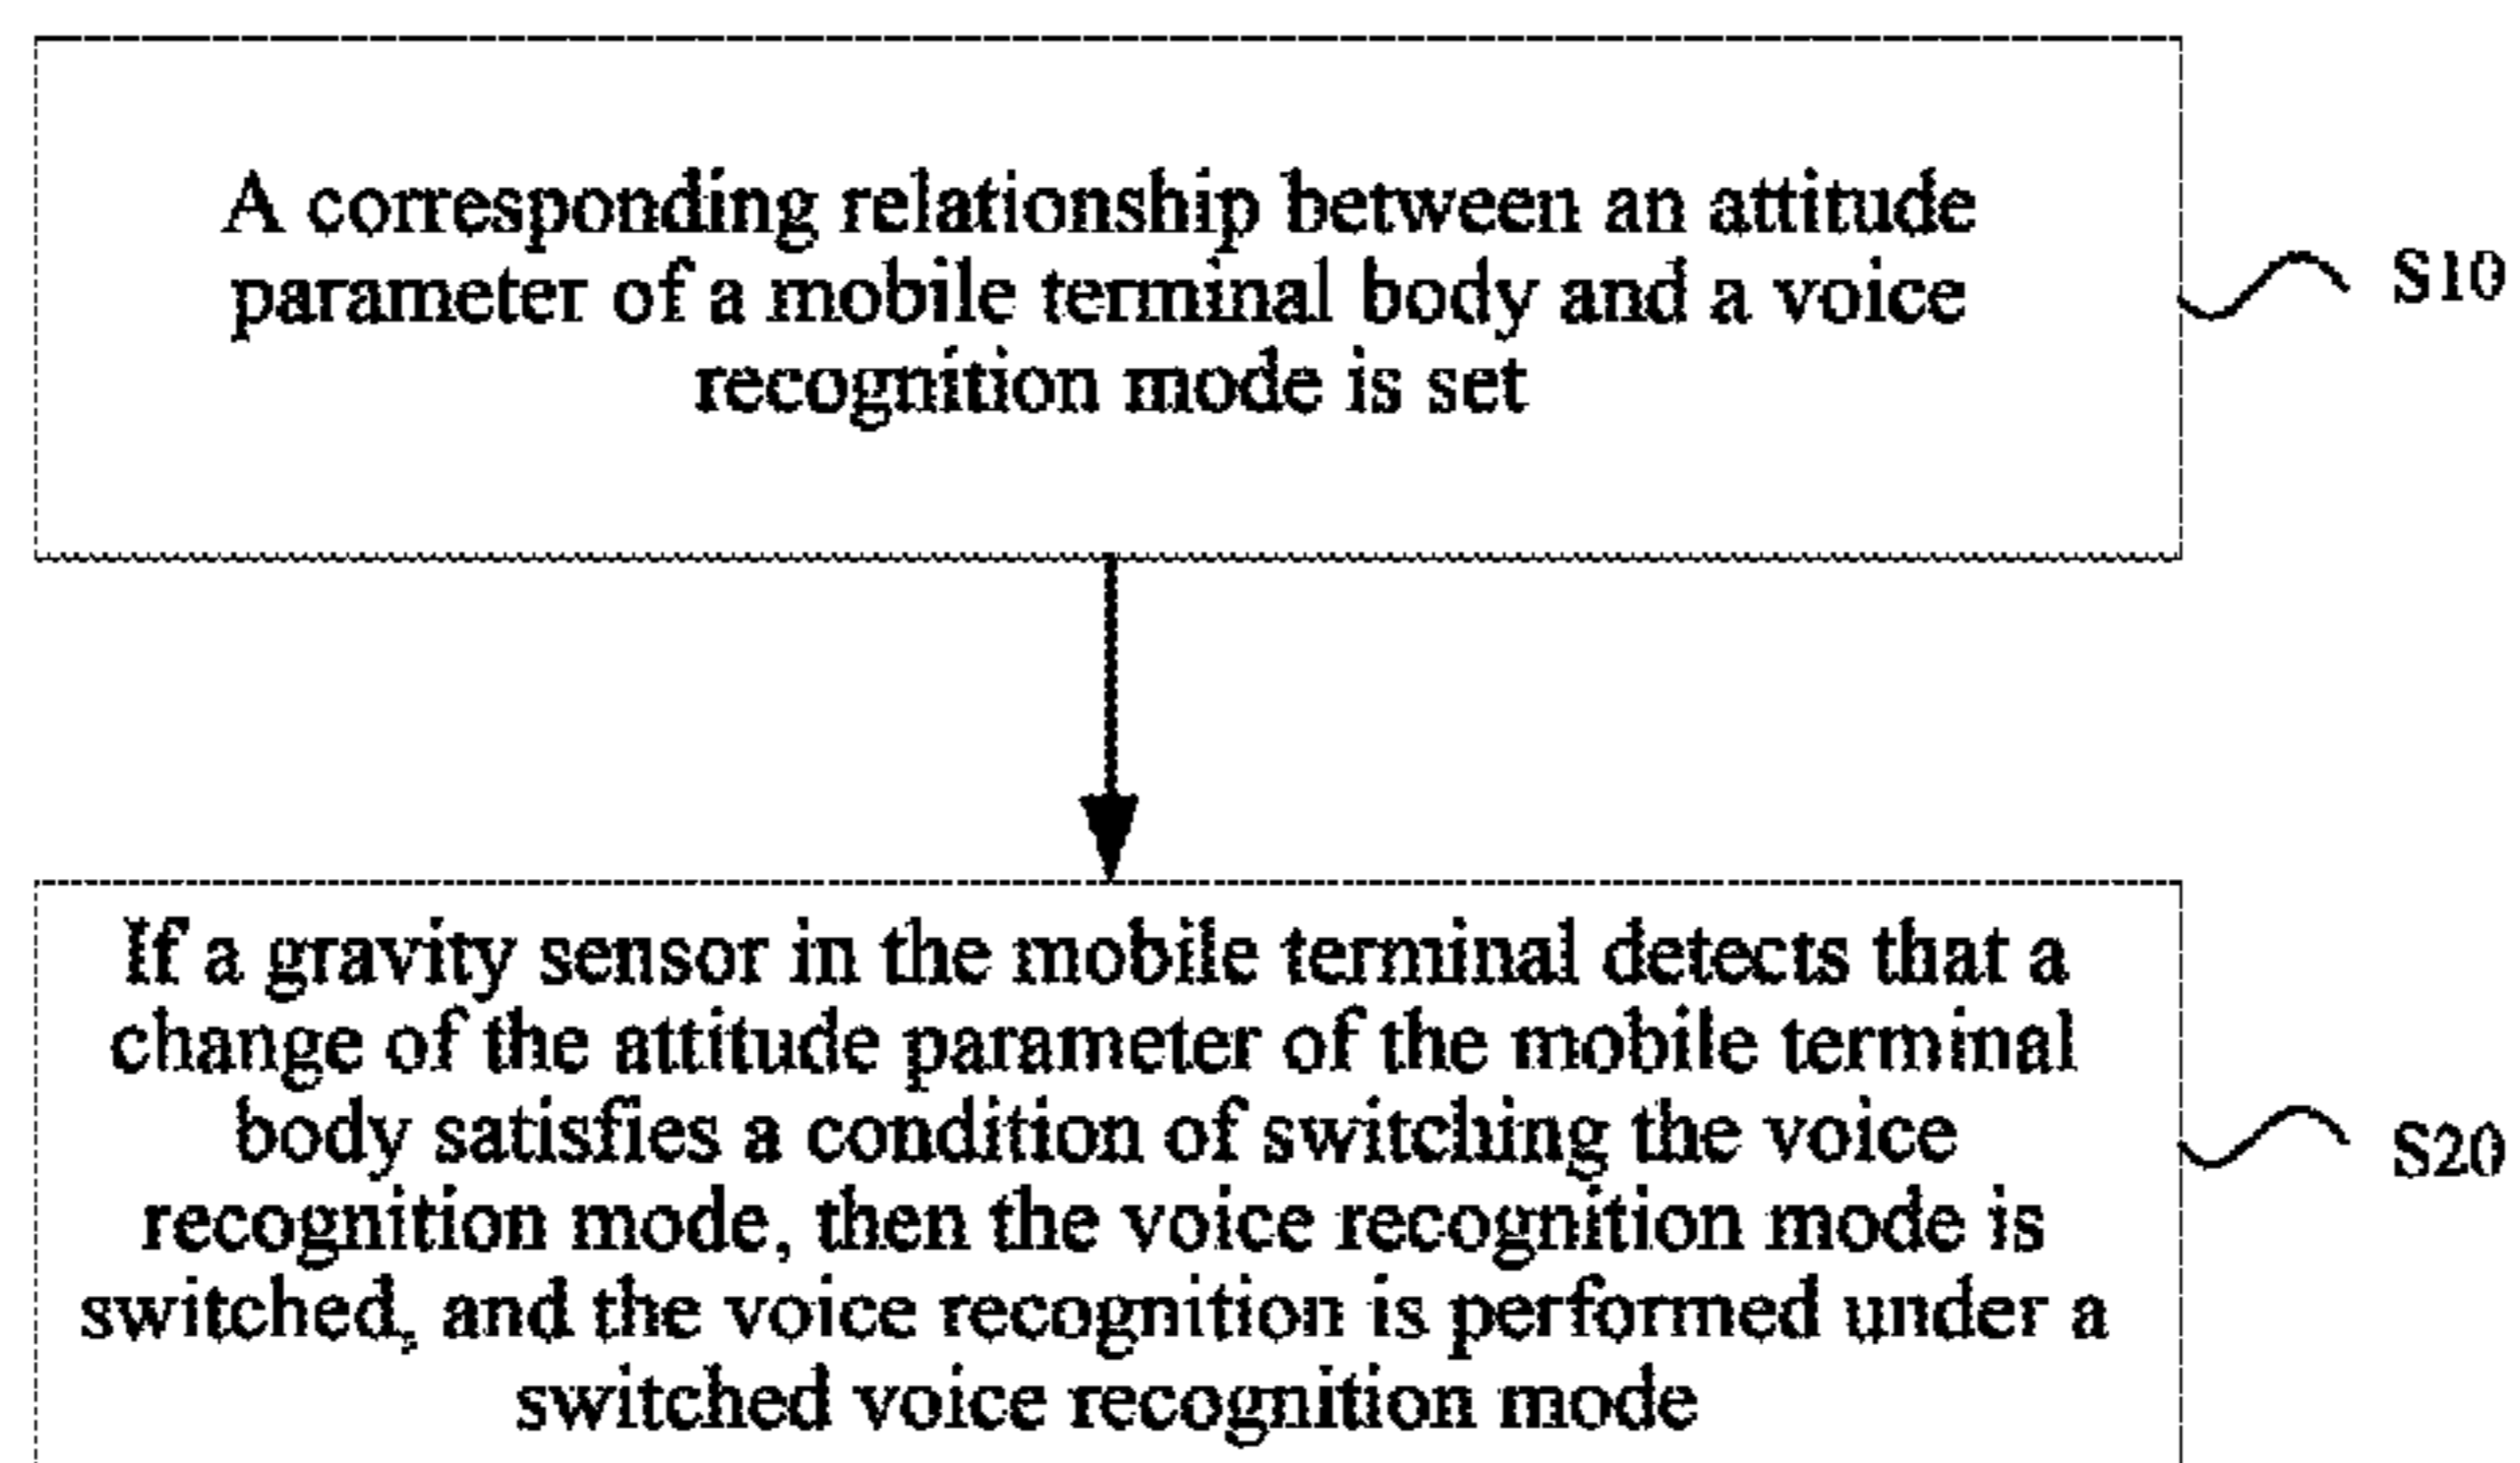 A corresponding relationship between an attitude
parameter of a mobile terminal body and a voice
recognition mode is set
S10
If a gravity sensor in the mobile terminal detects that a
change of the attitude parameter of the mobile terminal
body satisfies a condition of switching the voice
recognition mode, then the voice recognition mode is
switched, and the voice recognition is performed under a
switched voice recognition mode
S20